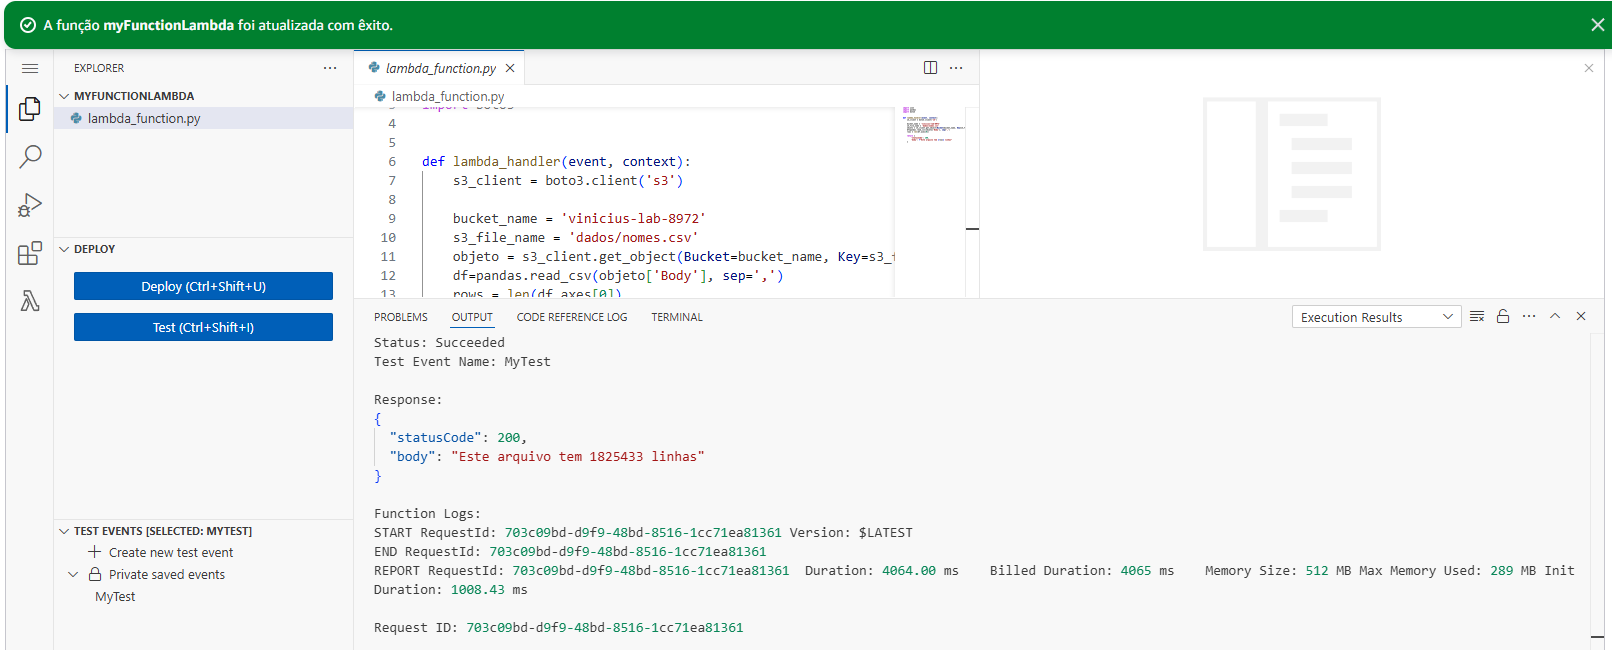 A função myFunctionLambda foi atualizada com êxito.
EXPLORER
MYFUNCTIONLAMBDA
lambda_function.py
DEPLOY
Deploy (Ctrl+Shift+U)
Test (Ctrl+Shift+I)
TEST EVENTS [SELECTED: MYTEST]
Create new test event
Private saved events
MyTest
lambda_function.py
lambda_function.py
3 import boto3
4
5
6 def lambda_handler(event, context):
7 s3_client = boto3.client('s3')
8
9 bucket_name = 'vinicius-lab-8972'
10 s3_file_name = 'dados/nomes.csv'
11 objeto = s3_client.get_object(Bucket=bucket_name, Key=s3_
12 df=pandas.read_csv(objeto['Body'], sep=',')
13 rows = len(df.axes[0])
PROBLEMS OUTPUT CODE REFERENCE LOG TERMINAL
Execution Results
Status: Succeeded
Test Event Name: MyTest
Response:
{
"statusCode": 200,
"body": "Este arquivo tem 1825433 linhas"
}
Function Logs:
START RequestId: 703c09bd-d9f9-48bd-8516-1cc71ea81361 Version: $LATEST
END RequestId: 703c09bd-d9f9-48bd-8516-1cc71ea81361
REPORT RequestId: 703c09bd-d9f9-48bd-8516-1cc71ea81361 Duration: 4064.00 ms Billed Duration: 4065 ms Memory Size: 512 MB Max Memory Used: 289 MB Init
Duration: 1008.43 ms
Request ID: 703c09bd-d9f9-48bd-8516-1cc71ea81361